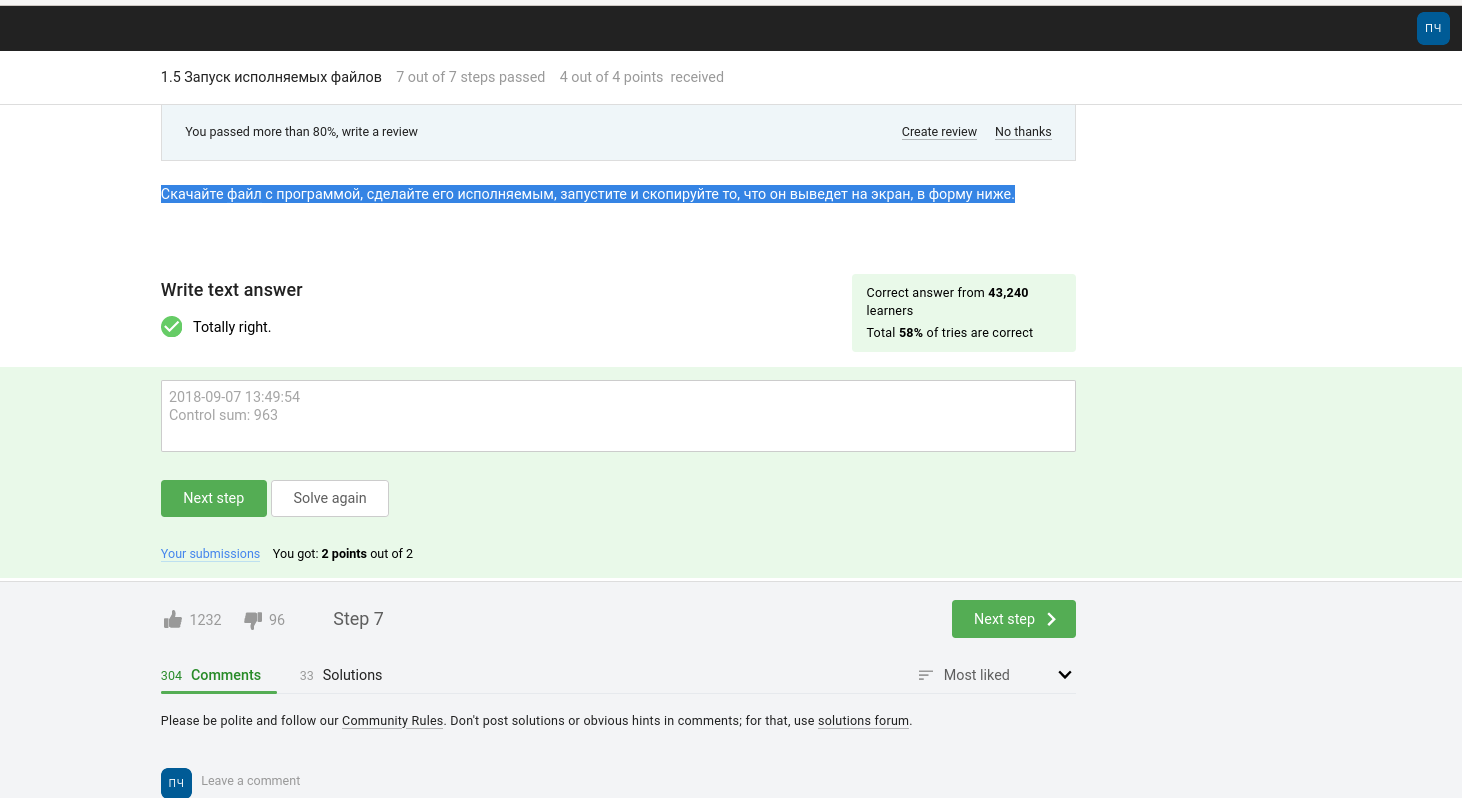 ПЧ
1.5 Запуск исполняемых файлов 7 out of 7 steps passed 4 out of 4 points received
You passed more than 80%, write a review Create review No thanks
Скачайте файл с программой, сделайте его исполняемым, запустите и скопируйте то, что он выведет на экран, в форму ниже.
Write text answer
Totally right.
Correct answer from 43,240
learners
Total 58% of tries are correct
2018-09-07 13:49:54
Control sum: 963
Next step Solve again
Your submissions You got: 2 points out of 2
1232 96 Step 7 Next step
304 Comments 33 Solutions Most liked
Please be polite and follow our Community Rules. Don't post solutions or obvious hints in comments; for that, use solutions forum.
ПЧ Leave a comment